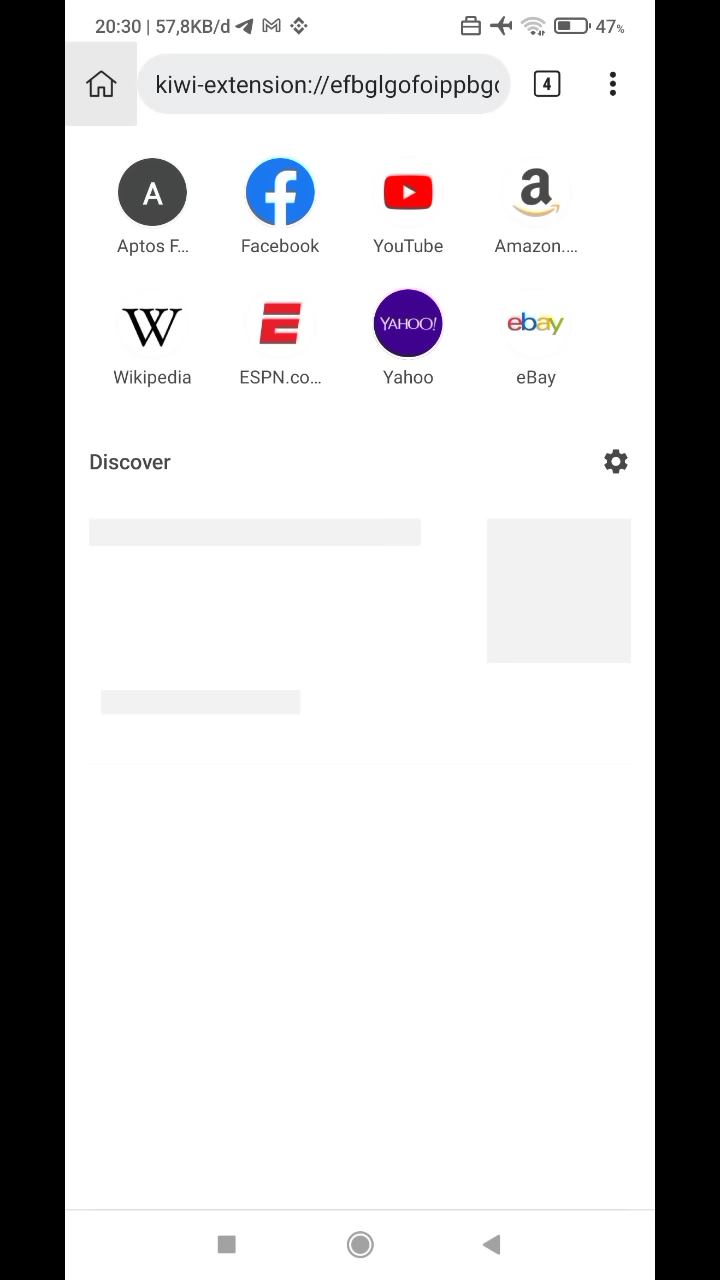 20:30 | 57,8KB/d 47%
kiwi-extension://efbglgofoippbgc 4
A a
Aptos F... Facebook YouTube Amazon....
W YAHOO! ebay
Wikipedia ESPN.co... Yahoo eBay
Discover